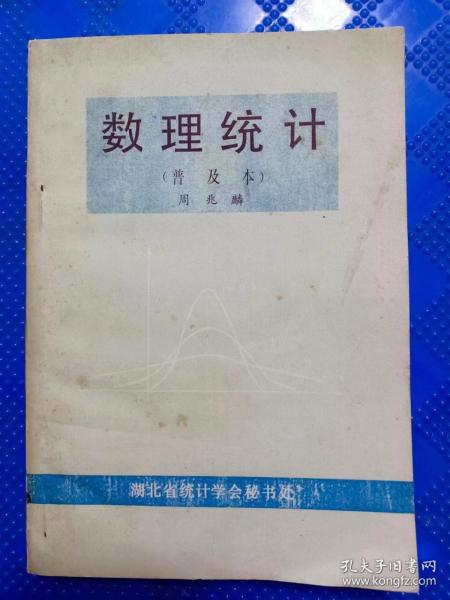 数理统计
(普及本)
周兆麟
湖北省统计学会秘书处
孔夫子旧书网
www.kongfz.com